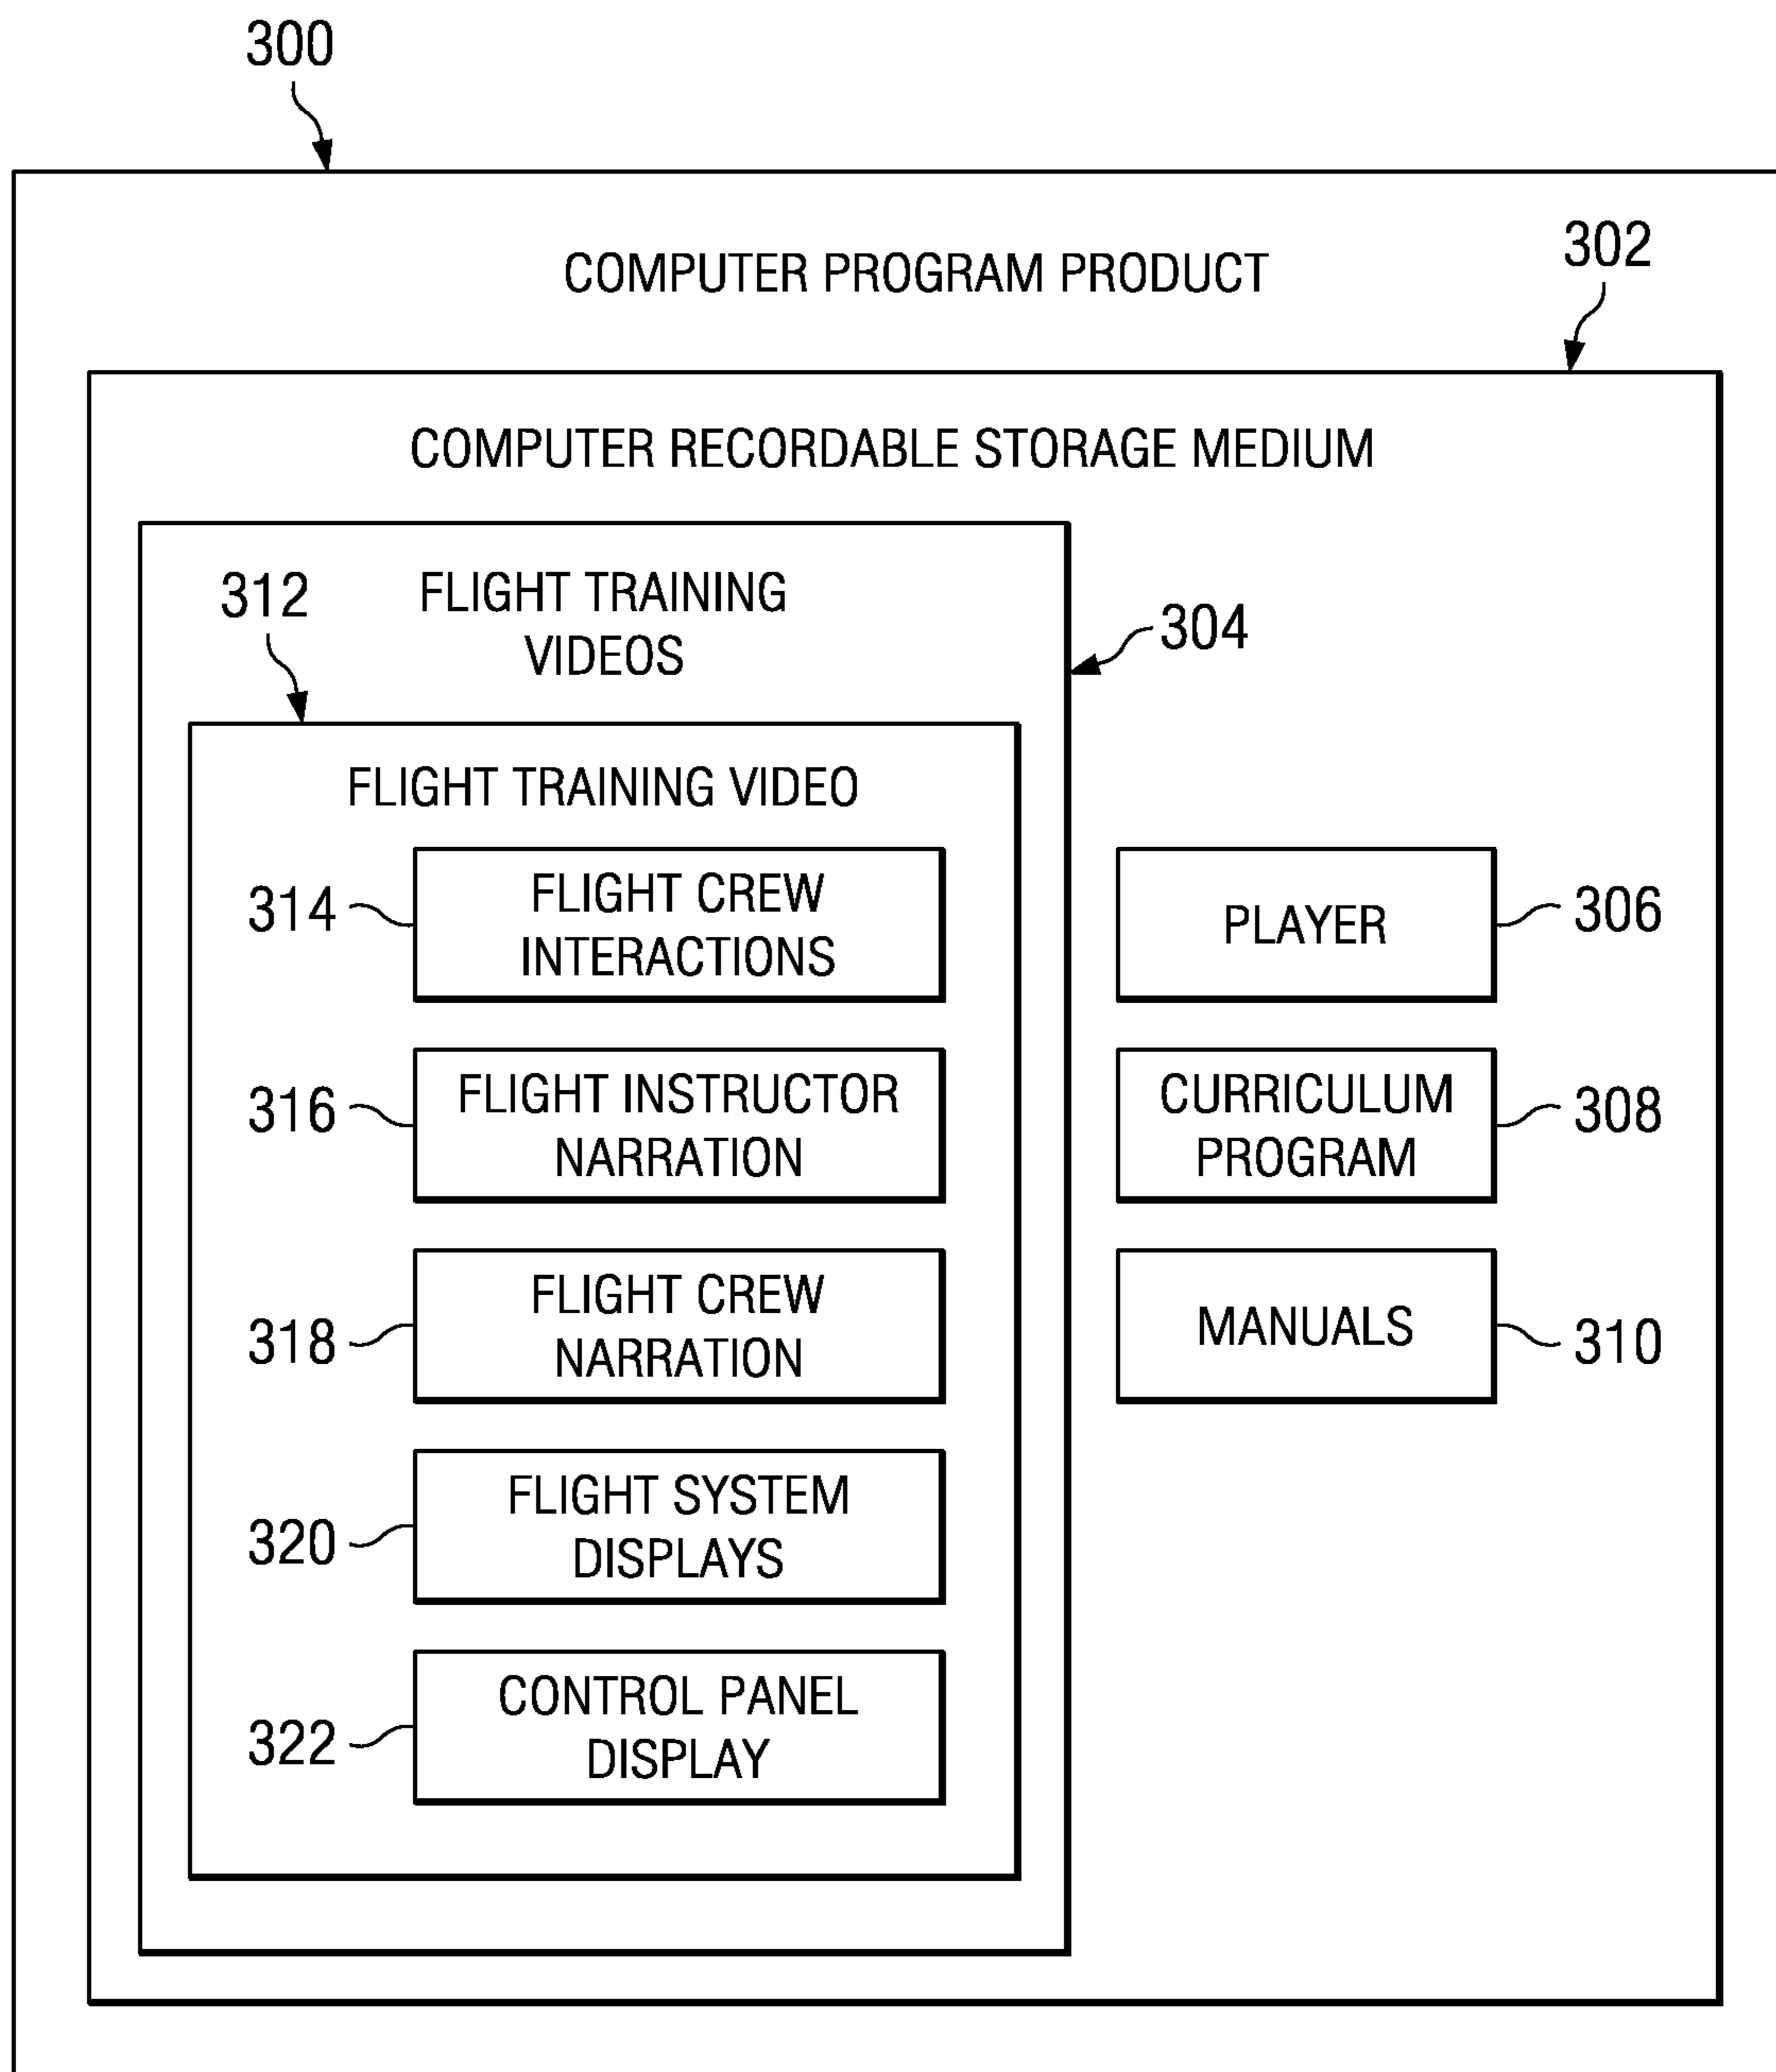 300
COMPUTER PROGRAM PRODUCT
302
COMPUTER RECORDABLE STORAGE MEDIUM
312
FLIGHT TRAINING
VIDEOS
304
FLIGHT TRAINING VIDEO
314
FLIGHT CREW
INTERACTIONS
PLAYER
306
316
FLIGHT INSTRUCTOR
NARRATION
CURRICULUM
PROGRAM
308
318
FLIGHT CREW
NARRATION
MANUALS
310
320
FLIGHT SYSTEM
DISPLAYS
322
CONTROL PANEL
DISPLAY